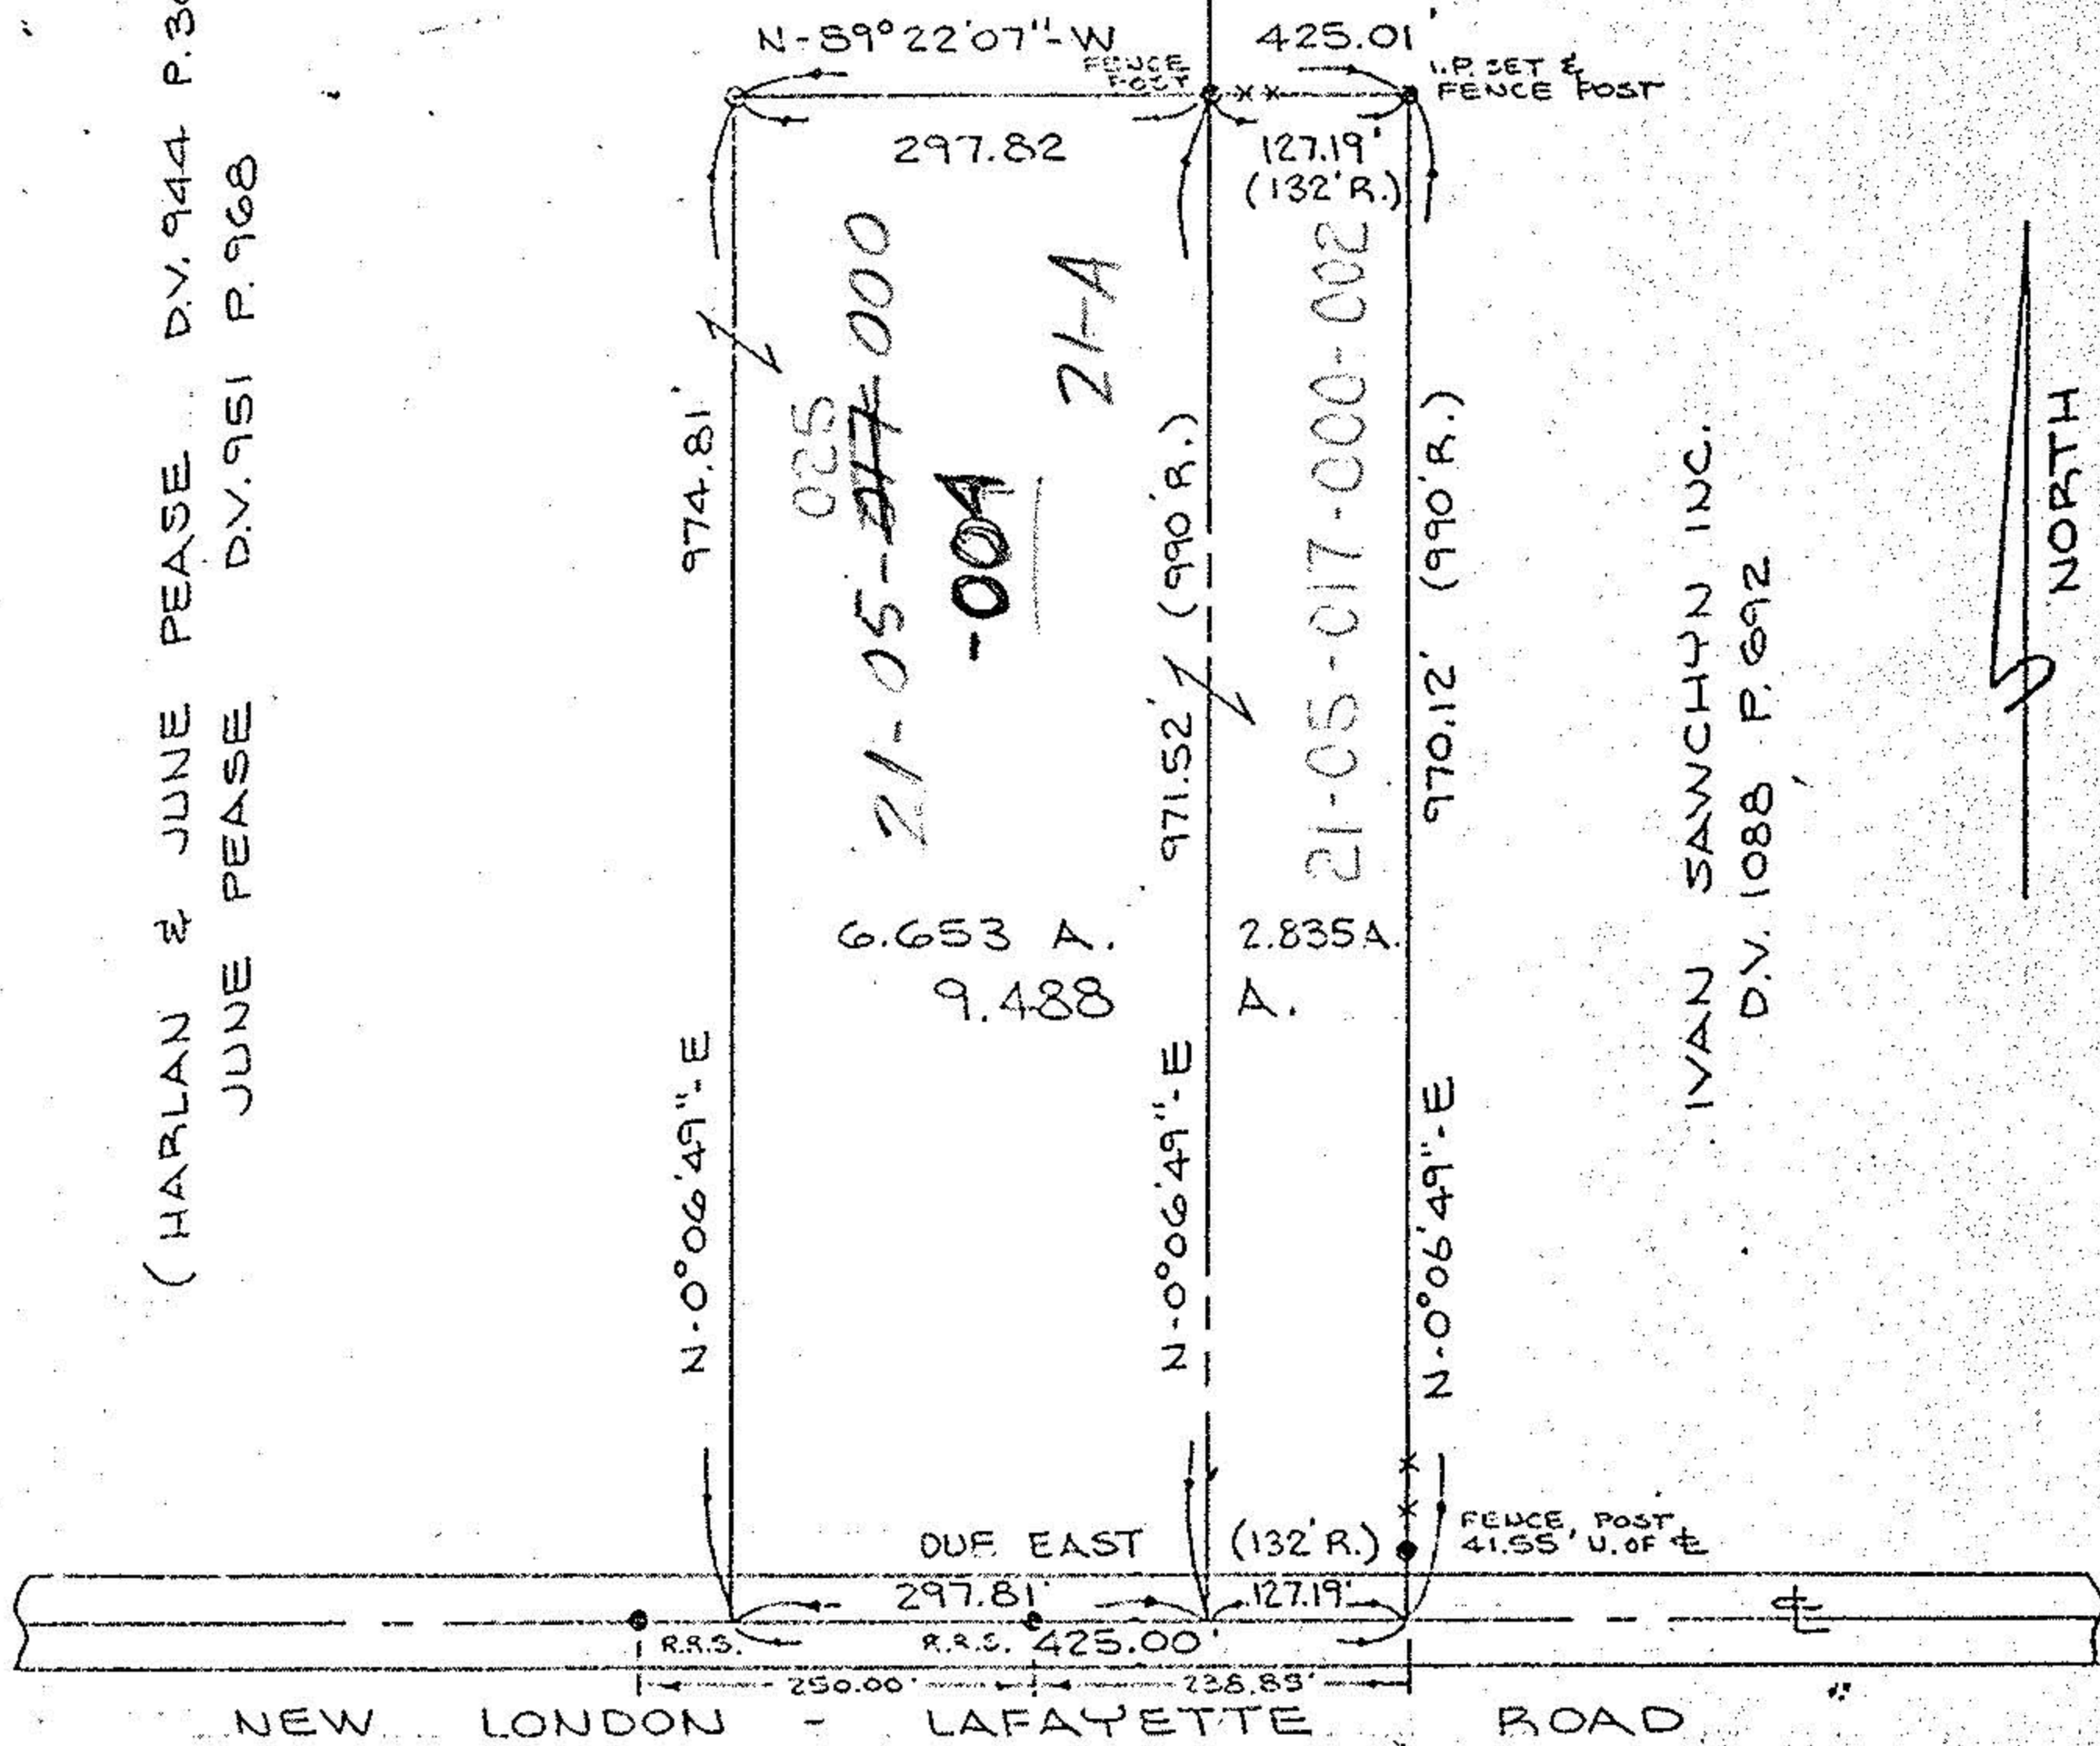 (HARLAN & JUNE PEASE D.V. 944 P.
JUNE PEASE D.V. 951 P. 968
N-89°22'07"-W 425.01'
FENCE
POST
I.P. SET &
FENCE POST
297.82
127.19'
(132'R.)
974.81'
N-0°06'49"-E
025
21-05-017-000
-004
21-A
971.52' (990'R.)
N-0°06'49"-E
21-05-017-000-002
970.12' (990'R.)
N-0°06'49"-E
6.653 A. 2.835 A.
9.488 A.
IVAN SAWCHYN INC.
D.V. 1088 P. 692
NORTH
DUE EAST (132'R.)
FENCE POST
41.55' N. OF ℄
297.81' 127.19'
℄
R.R.S. R.R.S. 425.00'
250.00' 238.89'
NEW LONDON - LAFAYETTE ROAD